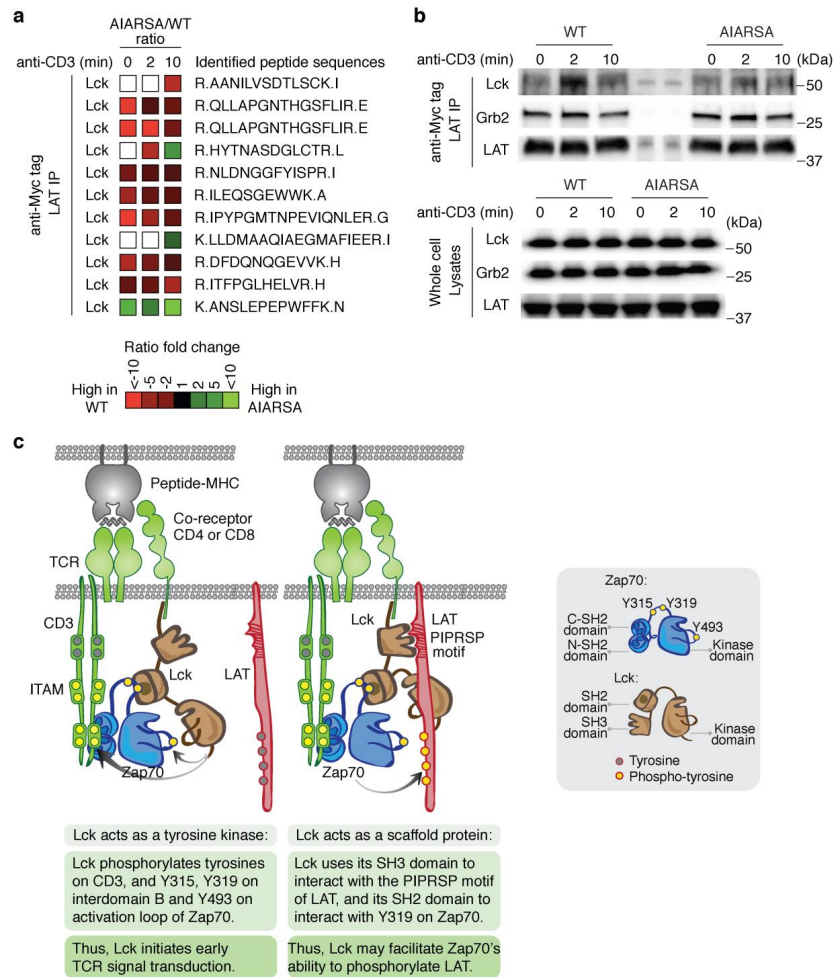 a
AIARSA/WT
ratio
anti-CD3 (min) 0 2 10 Identified peptide sequences
anti-Myc tag
LAT IP
Lck R.AANILVSDTLSCK.I
Lck R.QLLAPGNTHGSFLIR.E
Lck R.QLLAPGNTHGSFLIR.E
Lck R.HYTNASDGLCTR.L
Lck R.NLDNGGFYISPR.I
Lck R.ILEQSGEWWK.A
Lck R.IPYPGMTNPEVIQNLER.G
Lck K.LLDMAAQIAEGMAFIEER.I
Lck R.DFDQNQGEVVK.H
Lck R.ITFPGLHELVR.H
Lck K.ANSLEPEPWFFK.N
Ratio fold change
<-10 -5 -2 1 2 5 <10
High in
WT
High in
AIARSA
b
WT AIARSA
anti-CD3 (min) 0 2 10 0 2 10 (kDa)
anti-Myc tag
LAT IP
Lck –50
Grb2 –25
LAT –37
WT AIARSA
anti-CD3 (min) 0 2 10 0 2 10 (kDa)
Whole cell
Lysates
Lck –50
Grb2 –25
LAT –37
c
Peptide-MHC
Co-receptor
CD4 or CD8
TCR
CD3
ITAM
Lck
LAT
Zap70
Lck acts as a tyrosine kinase:
Lck phosphorylates tyrosines
on CD3, and Y315, Y319 on
interdomain B and Y493 on
activation loop of Zap70.
Thus, Lck initiates early
TCR signal transduction.
Lck
LAT
PIPRSP
motif
Zap70
Lck acts as a scaffold protein:
Lck uses its SH3 domain to
interact with the PIPRSP motif
of LAT, and its SH2 domain to
interact with Y319 on Zap70.
Thus, Lck may facilitate Zap70's
ability to phosphorylate LAT.
Zap70:
Y315 Y319
Y493
C-SH2
domain
N-SH2
domain
Kinase
domain
Lck:
SH2
domain
SH3
domain
Kinase
domain
Tyrosine
Phospho-tyrosine